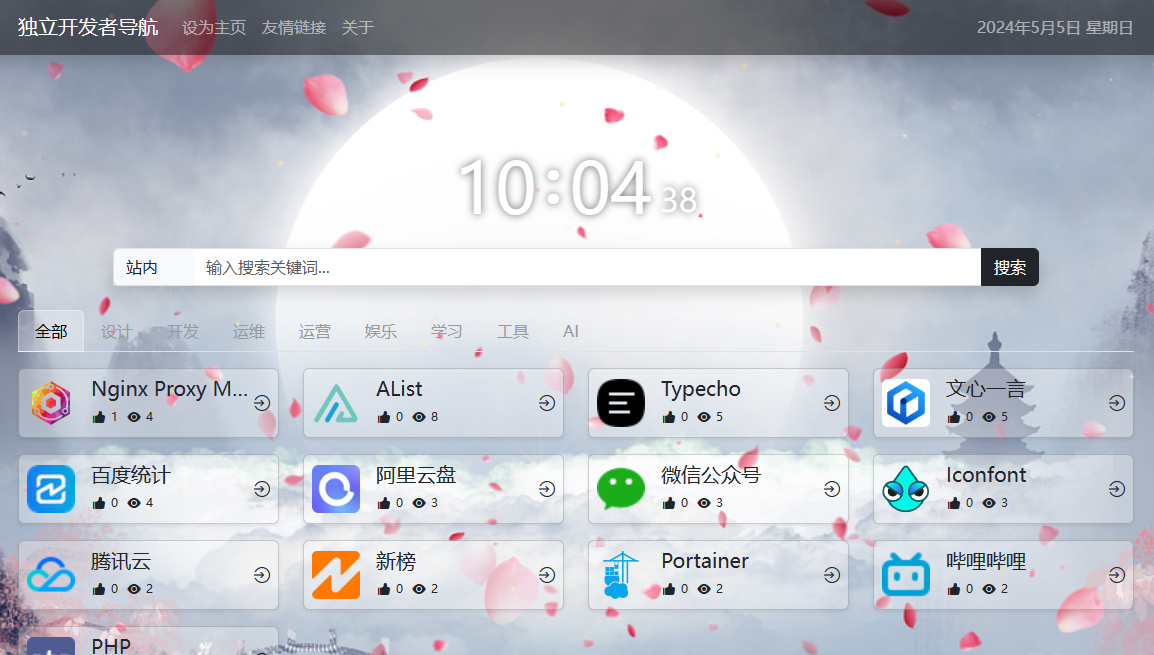 独立开发者导航 设为主页 友情链接 关于 2024年5月5日 星期日
10:04 38
站内 输入搜索关键词... 搜索
全部 设计 开发 运维 运营 娱乐 学习 工具 AI
Nginx Proxy M... AList Typecho 文心一言
1 4 0 8 0 5 0 5
百度统计 阿里云盘 微信公众号 Iconfont
0 4 0 3 0 3 0 3
腾讯云 新榜 Portainer 哔哩哔哩
0 2 0 2 0 2 0 2
PHP